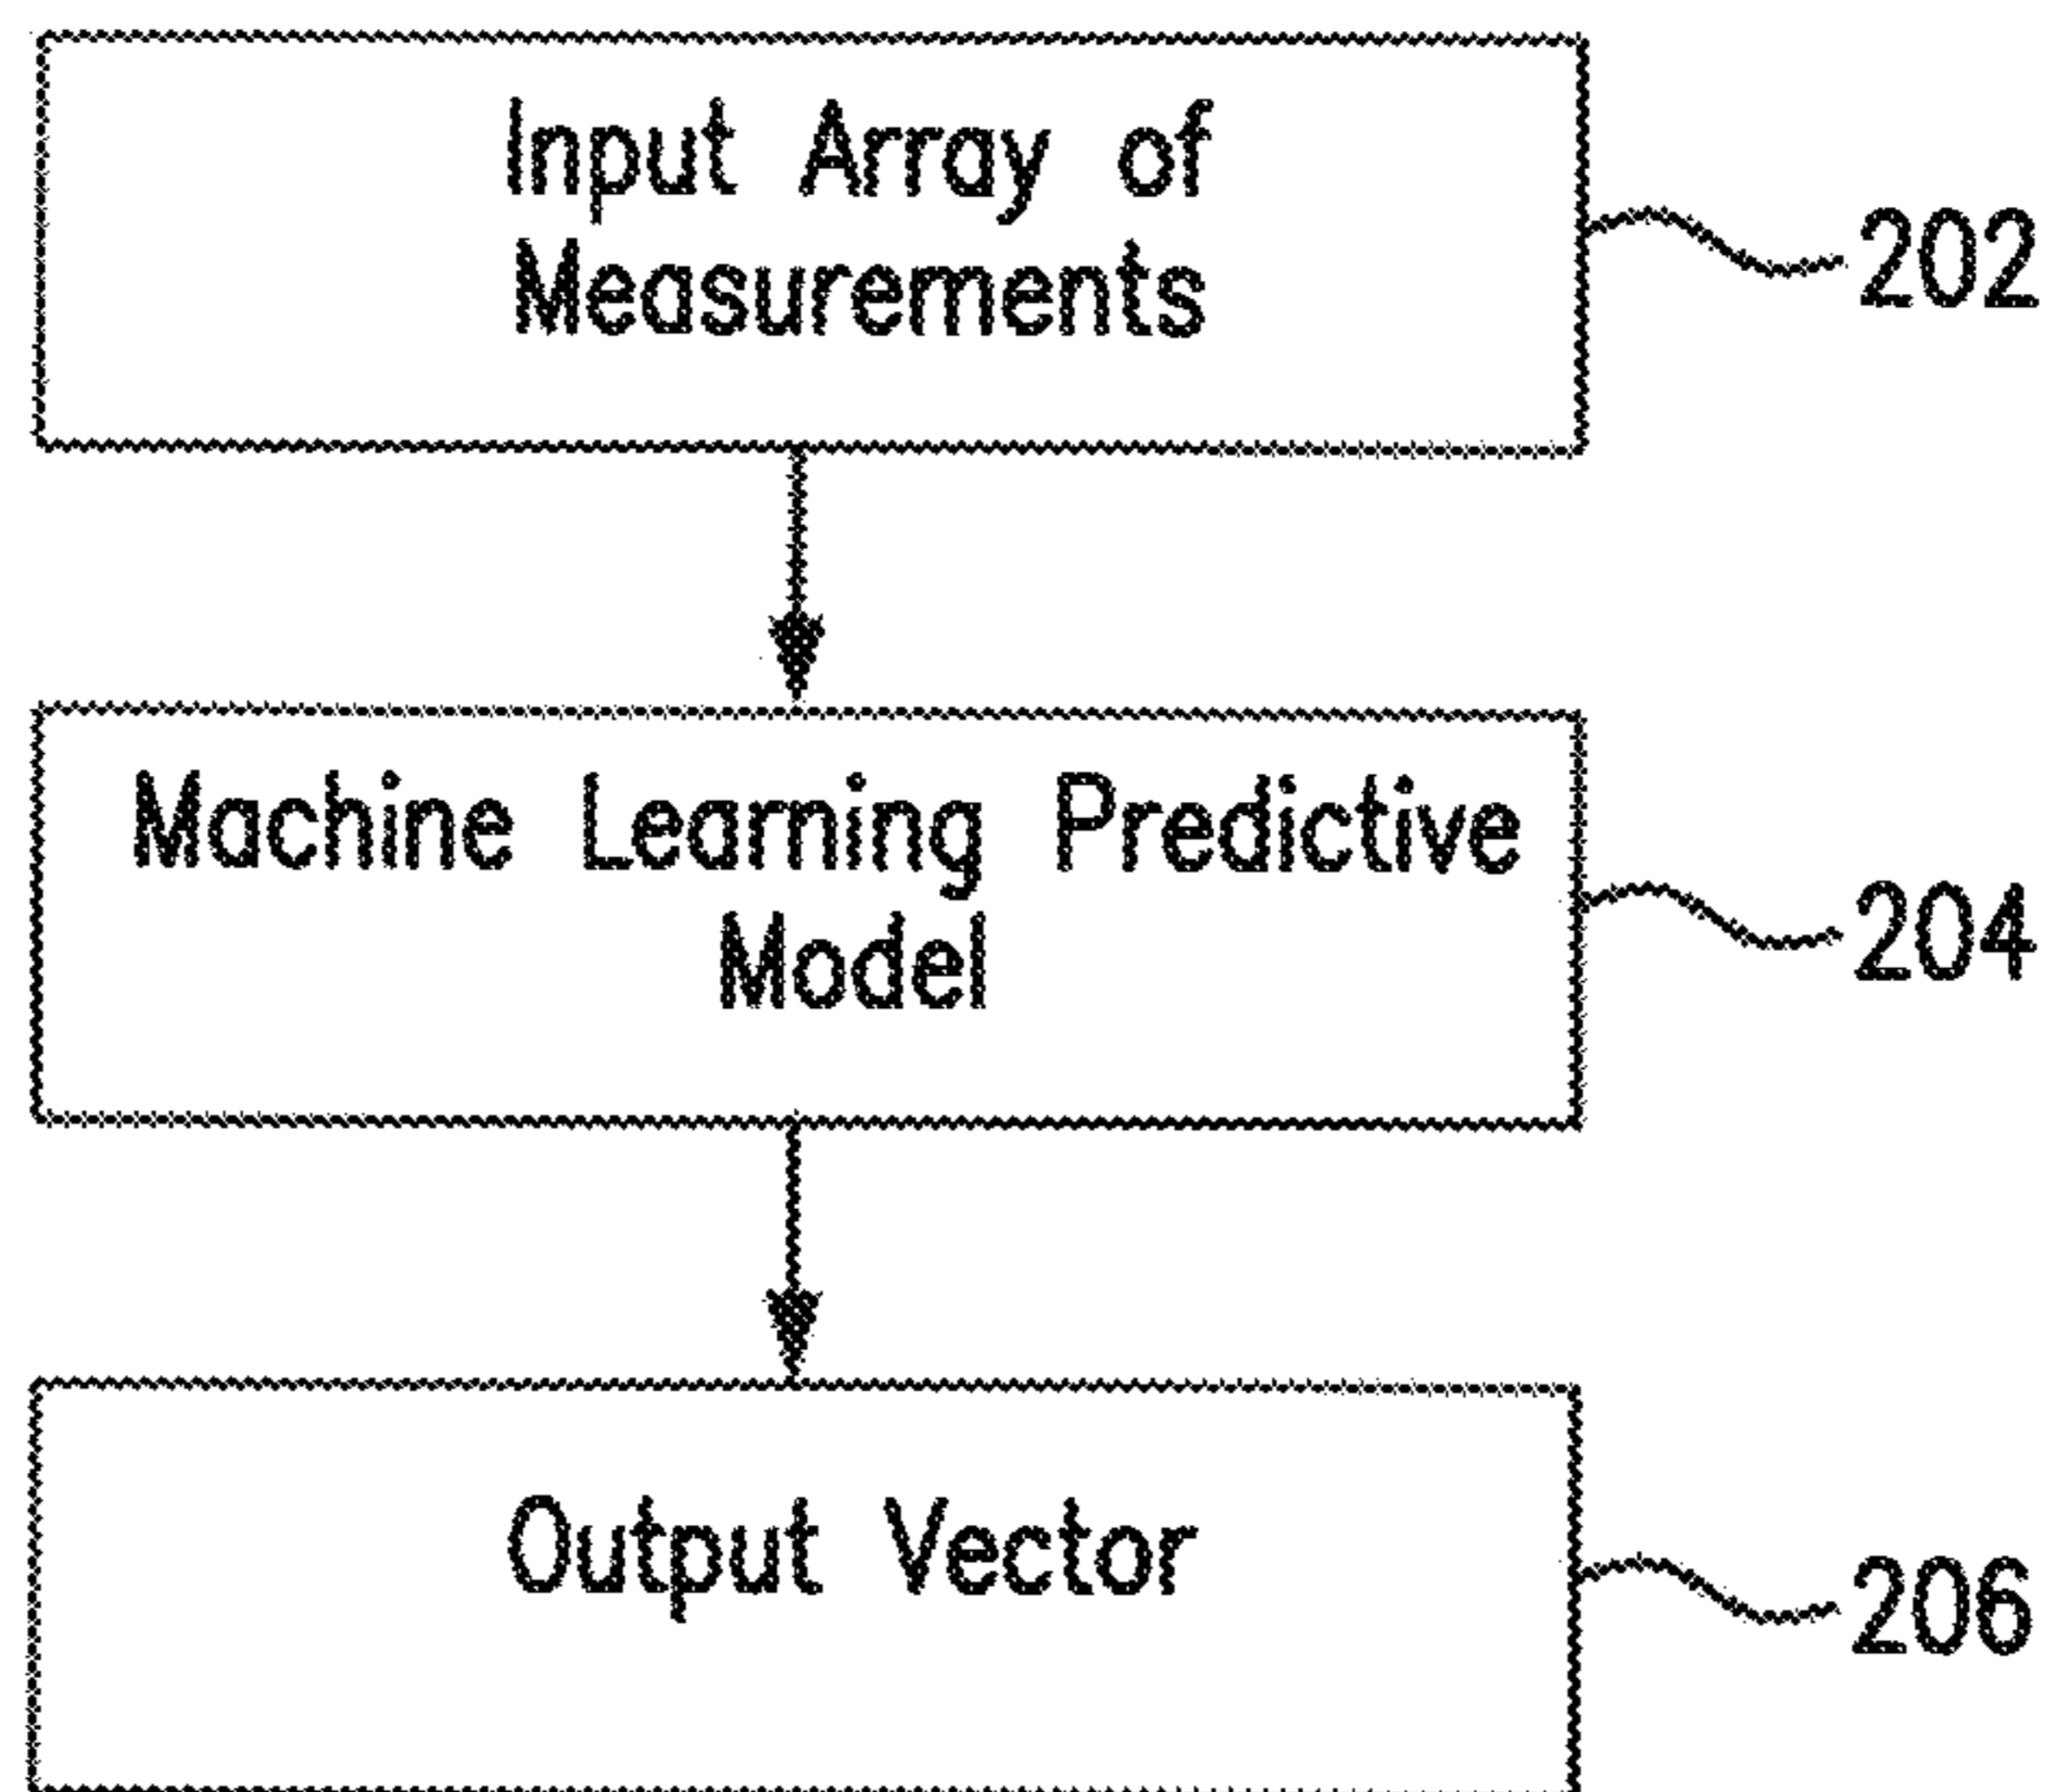 Input Array of
Measurements
202
Machine Learning Predictive
Model
204
Output Vector
206